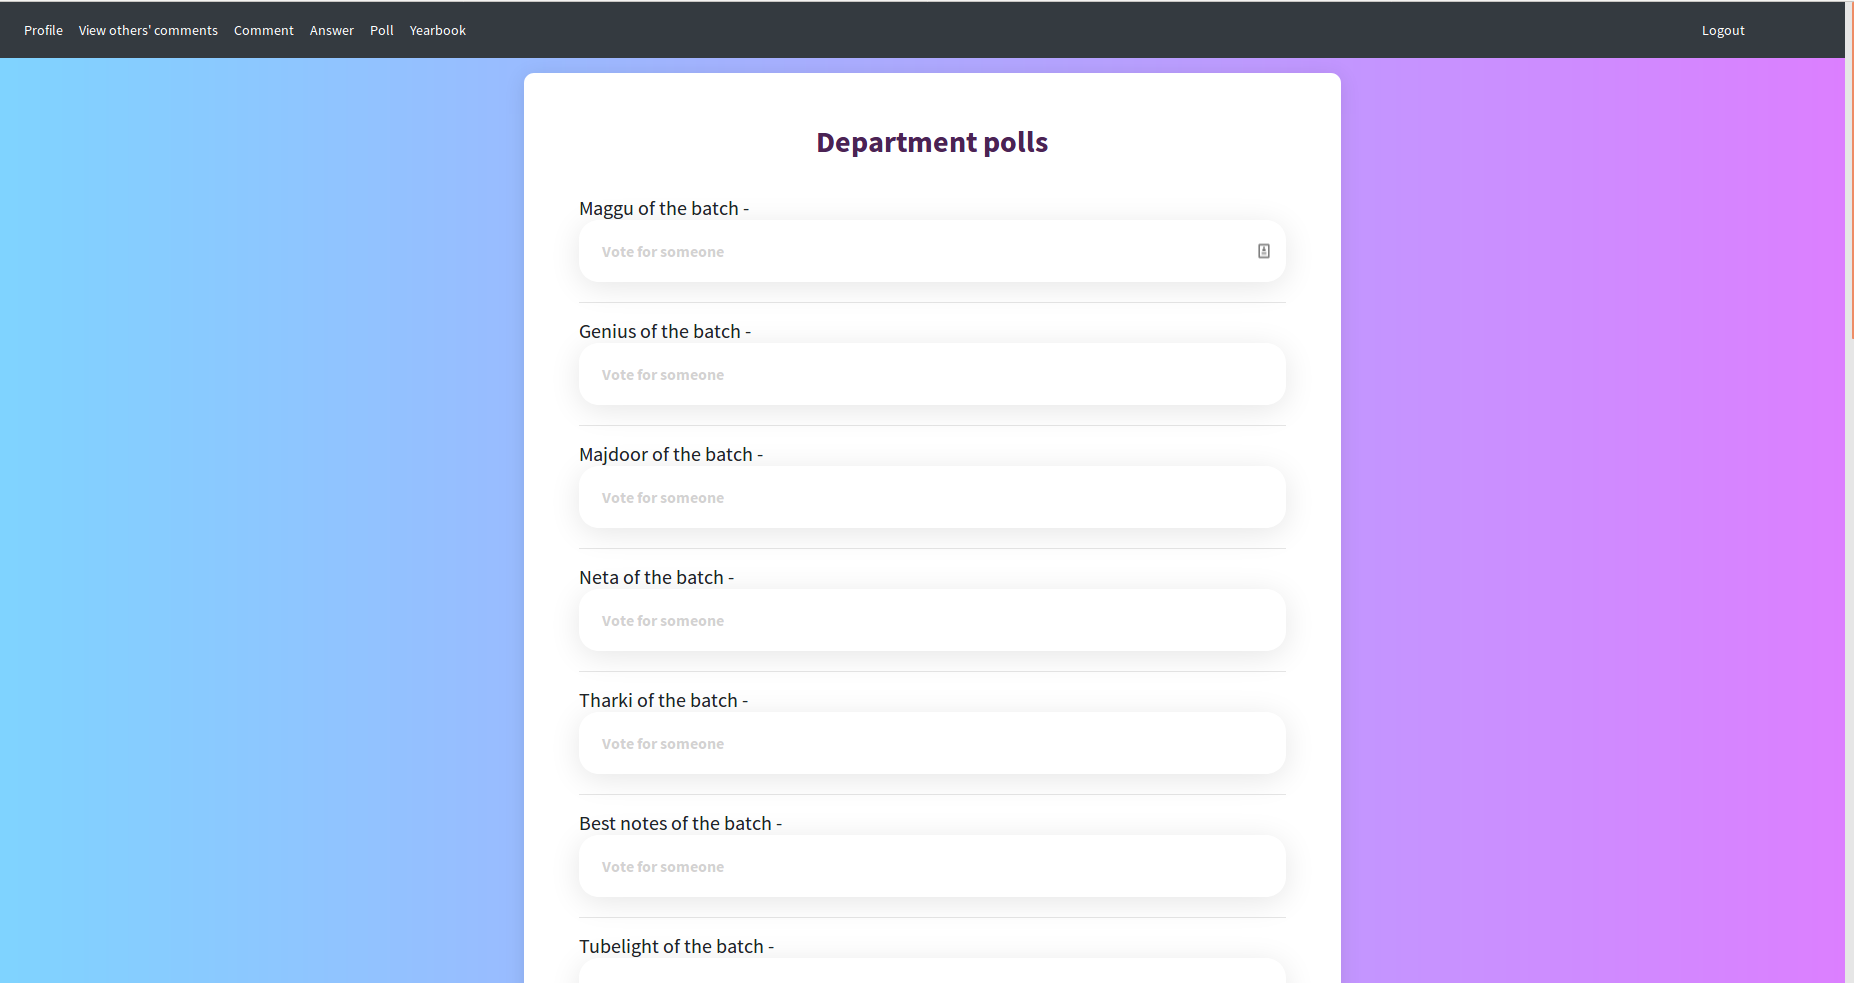 Profile View others' comments Comment Answer Poll Yearbook Logout
Department polls
Maggu of the batch -
Vote for someone
Genius of the batch -
Vote for someone
Majdoor of the batch -
Vote for someone
Neta of the batch -
Vote for someone
Tharki of the batch -
Vote for someone
Best notes of the batch -
Vote for someone
Tubelight of the batch -